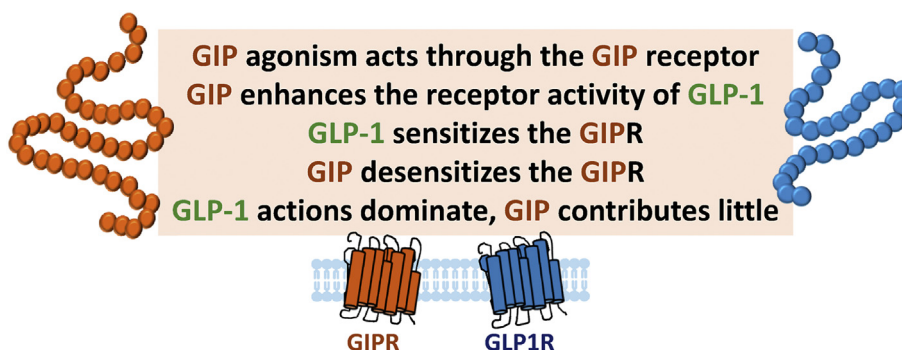 GIP agonism acts through the GIP receptor
GIP enhances the receptor activity of GLP-1
GLP-1 sensitizes the GIPR
GIP desensitizes the GIPR
GLP-1 actions dominate, GIP contributes little
GIPR GLP1R